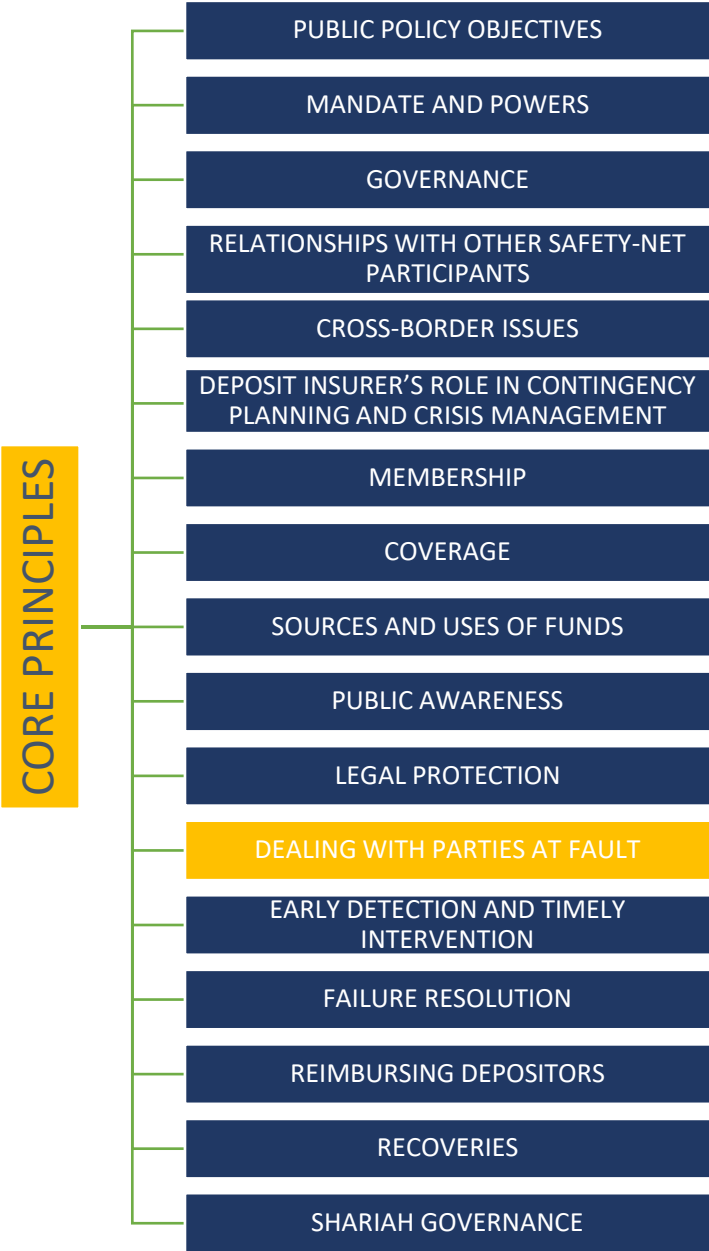 CORE PRINCIPLES
PUBLIC POLICY OBJECTIVES
MANDATE AND POWERS
GOVERNANCE
RELATIONSHIPS WITH OTHER SAFETY-NET
PARTICIPANTS
CROSS-BORDER ISSUES
DEPOSIT INSURER’S ROLE IN CONTINGENCY
PLANNING AND CRISIS MANAGEMENT
MEMBERSHIP
COVERAGE
SOURCES AND USES OF FUNDS
PUBLIC AWARENESS
LEGAL PROTECTION
DEALING WITH PARTIES AT FAULT
EARLY DETECTION AND TIMELY
INTERVENTION
FAILURE RESOLUTION
REIMBURSING DEPOSITORS
RECOVERIES
SHARIAH GOVERNANCE